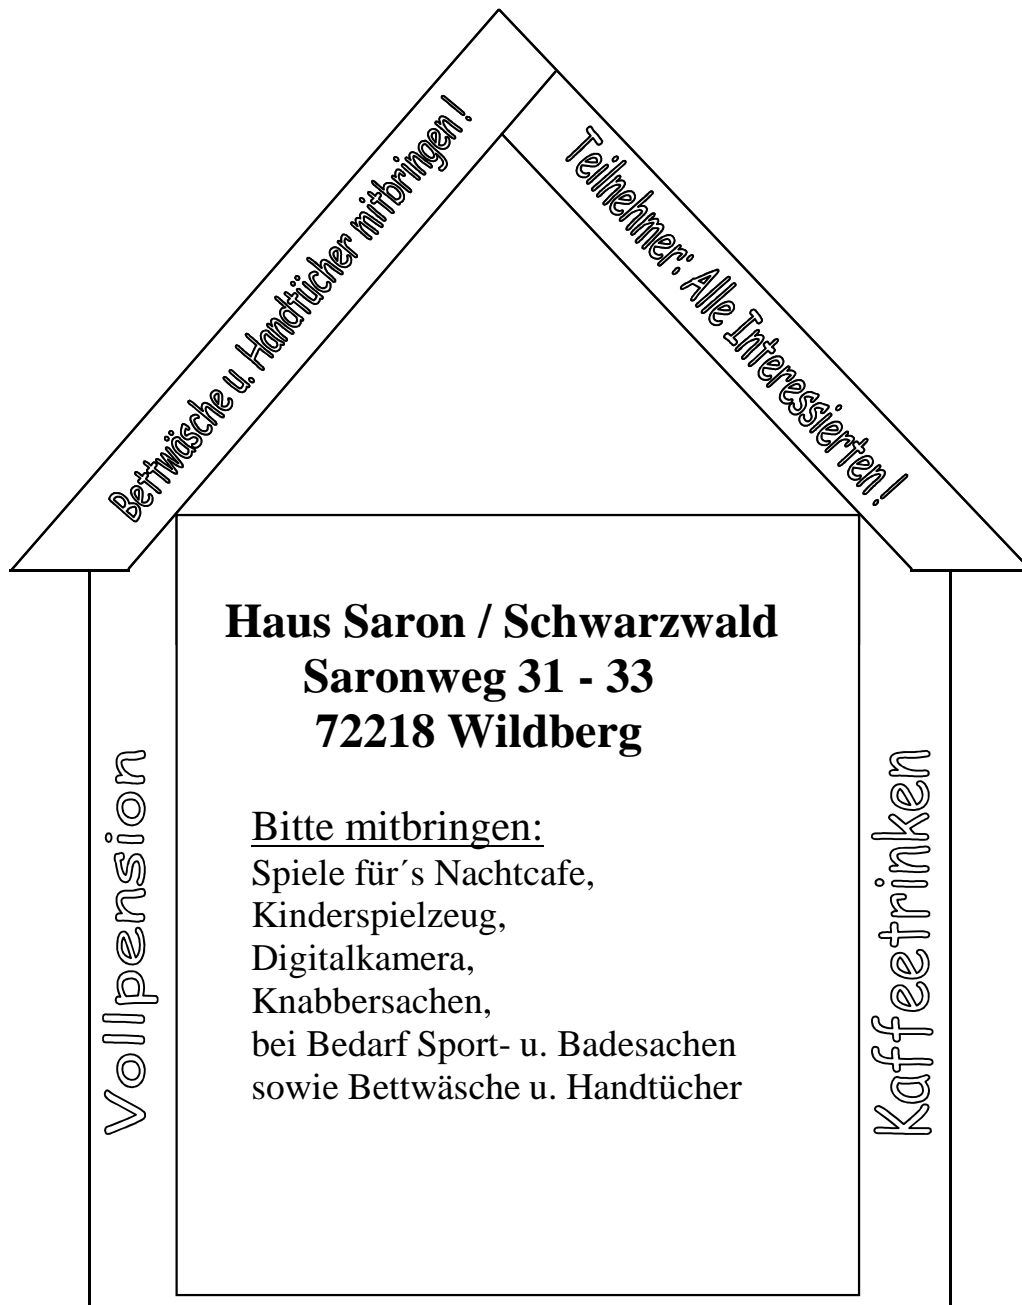 Bettwäsche u. Handtücher mitbringen!
Teilnehmer: Alle Interessierten!
Haus Saron / Schwarzwald
Saronweg 31 - 33
72218 Wildberg
Vollpension
Bitte mitbringen:
Spiele für´s Nachtcafe,
Kinderspielzeug,
Digitalkamera,
Knabbersachen,
bei Bedarf Sport- u. Badesachen
sowie Bettwäsche u. Handtücher
Kaffeetrinken